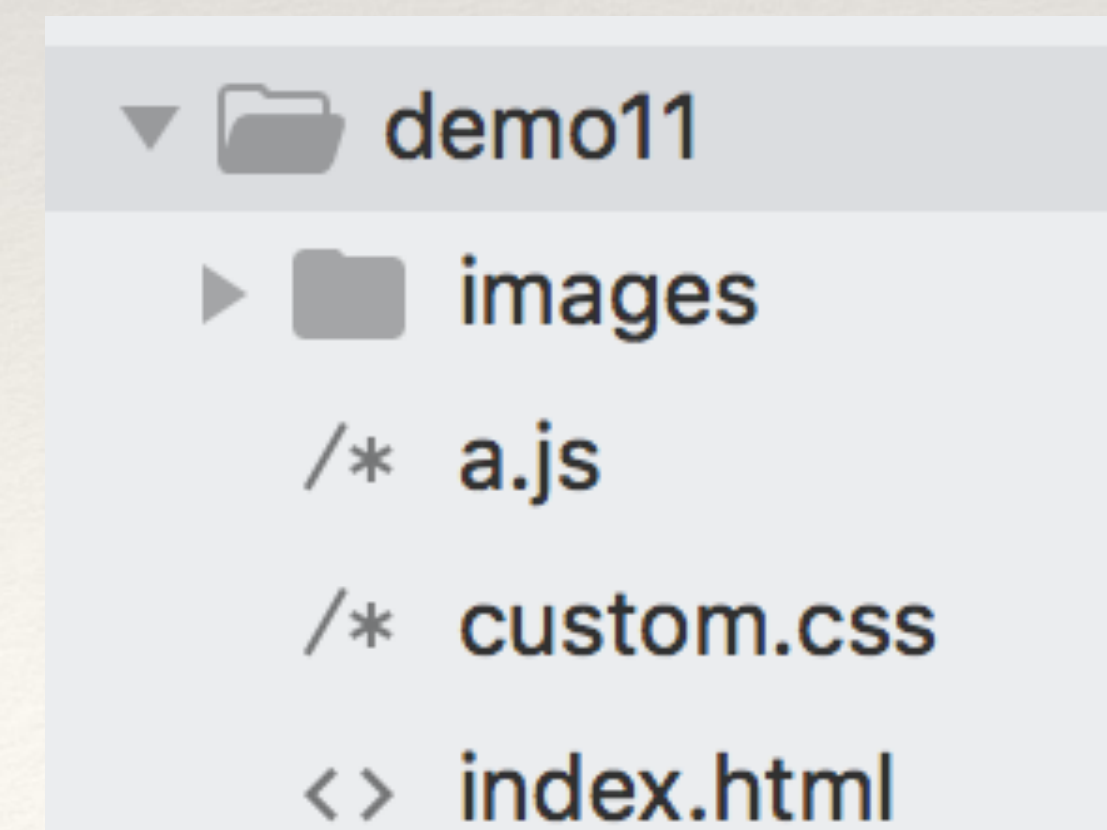 demo11
images
/* a.js
/* custom.css
<> index.html